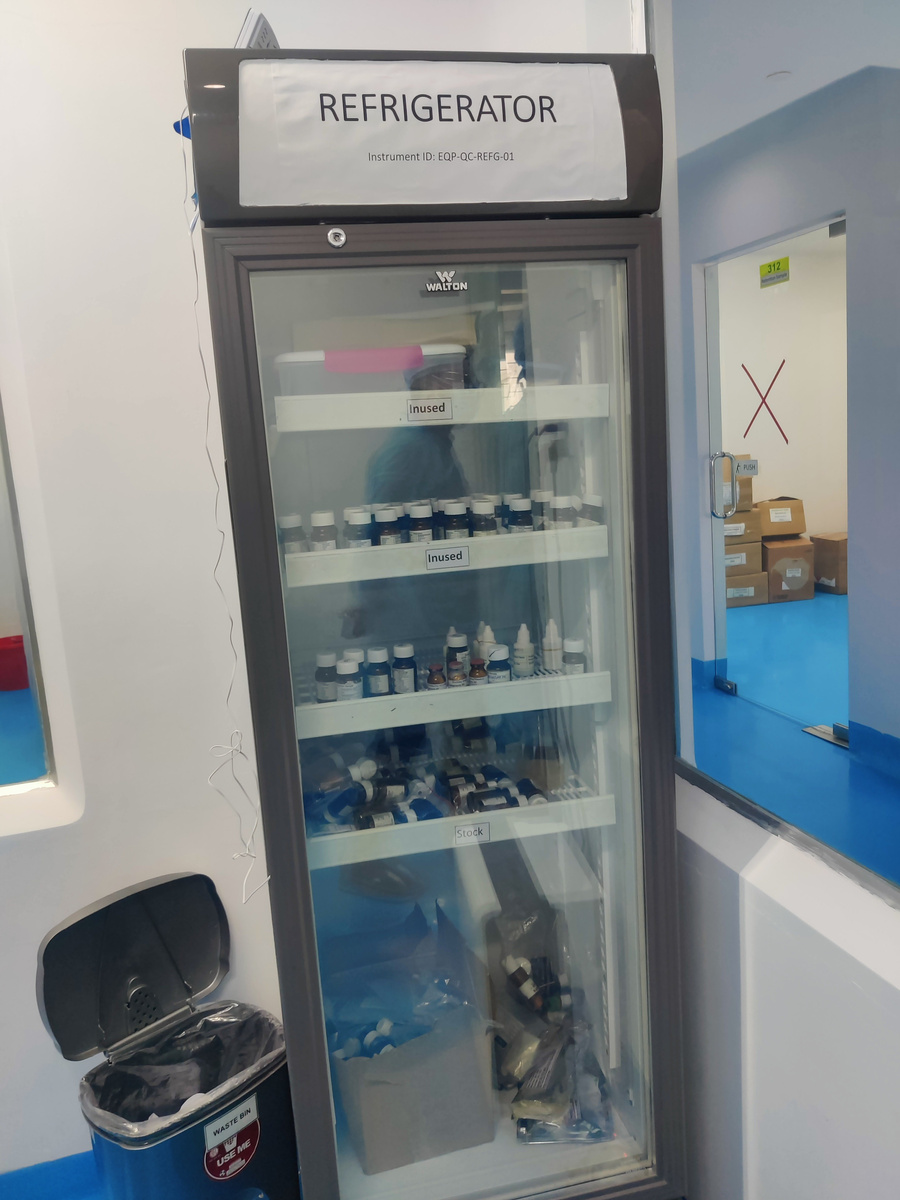 REFRIGERATOR
Instrument ID: EQP-QC-REFG-01
WALTON
312
Inused
PUSH
Inused
Stock
WASTE BIN
USE ME